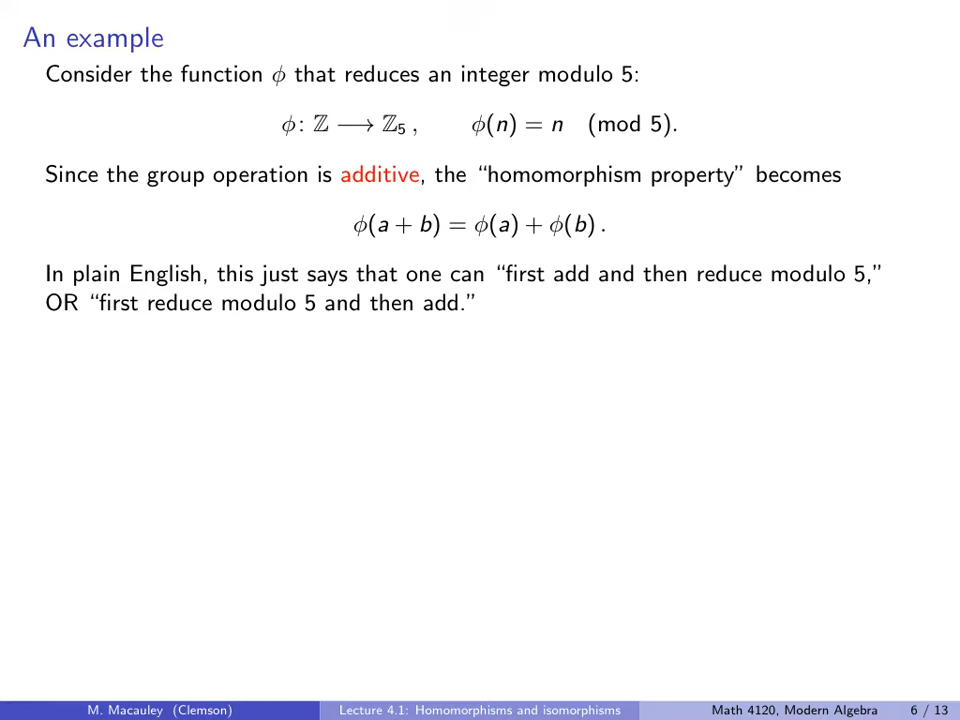 An example
Consider the function ϕ that reduces an integer modulo 5:
ϕ: ℤ ⟶ ℤ₅ , ϕ(n) = n (mod 5).
Since the group operation is additive, the “homomorphism property” becomes
ϕ(a + b) = ϕ(a) + ϕ(b) .
In plain English, this just says that one can “first add and then reduce modulo 5,”
OR “first reduce modulo 5 and then add.”
M. Macauley (Clemson) Lecture 4.1: Homomorphisms and isomorphisms Math 4120, Modern Algebra 6 / 13